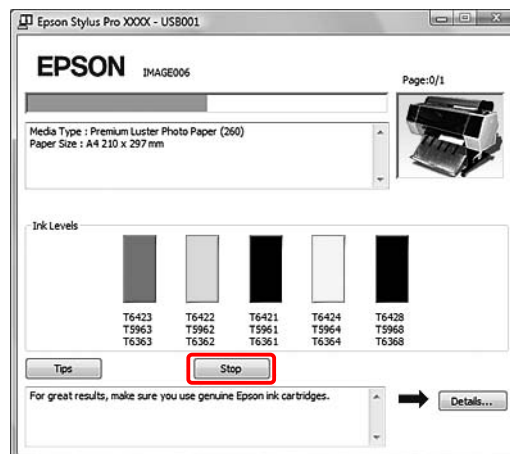 Epson Stylus Pro XXXX - USB001
EPSON IMAGE006
Page:0/1
Media Type : Premium Luster Photo Paper (260)
Paper Size : A4 210 x 297 mm
Ink Levels
T6423 T6422 T6421 T6424 T6428
T5963 T5962 T5961 T5964 T5968
T6363 T6362 T6361 T6364 T6368
Tips Stop
For great results, make sure you use genuine Epson ink cartridges.
Details...